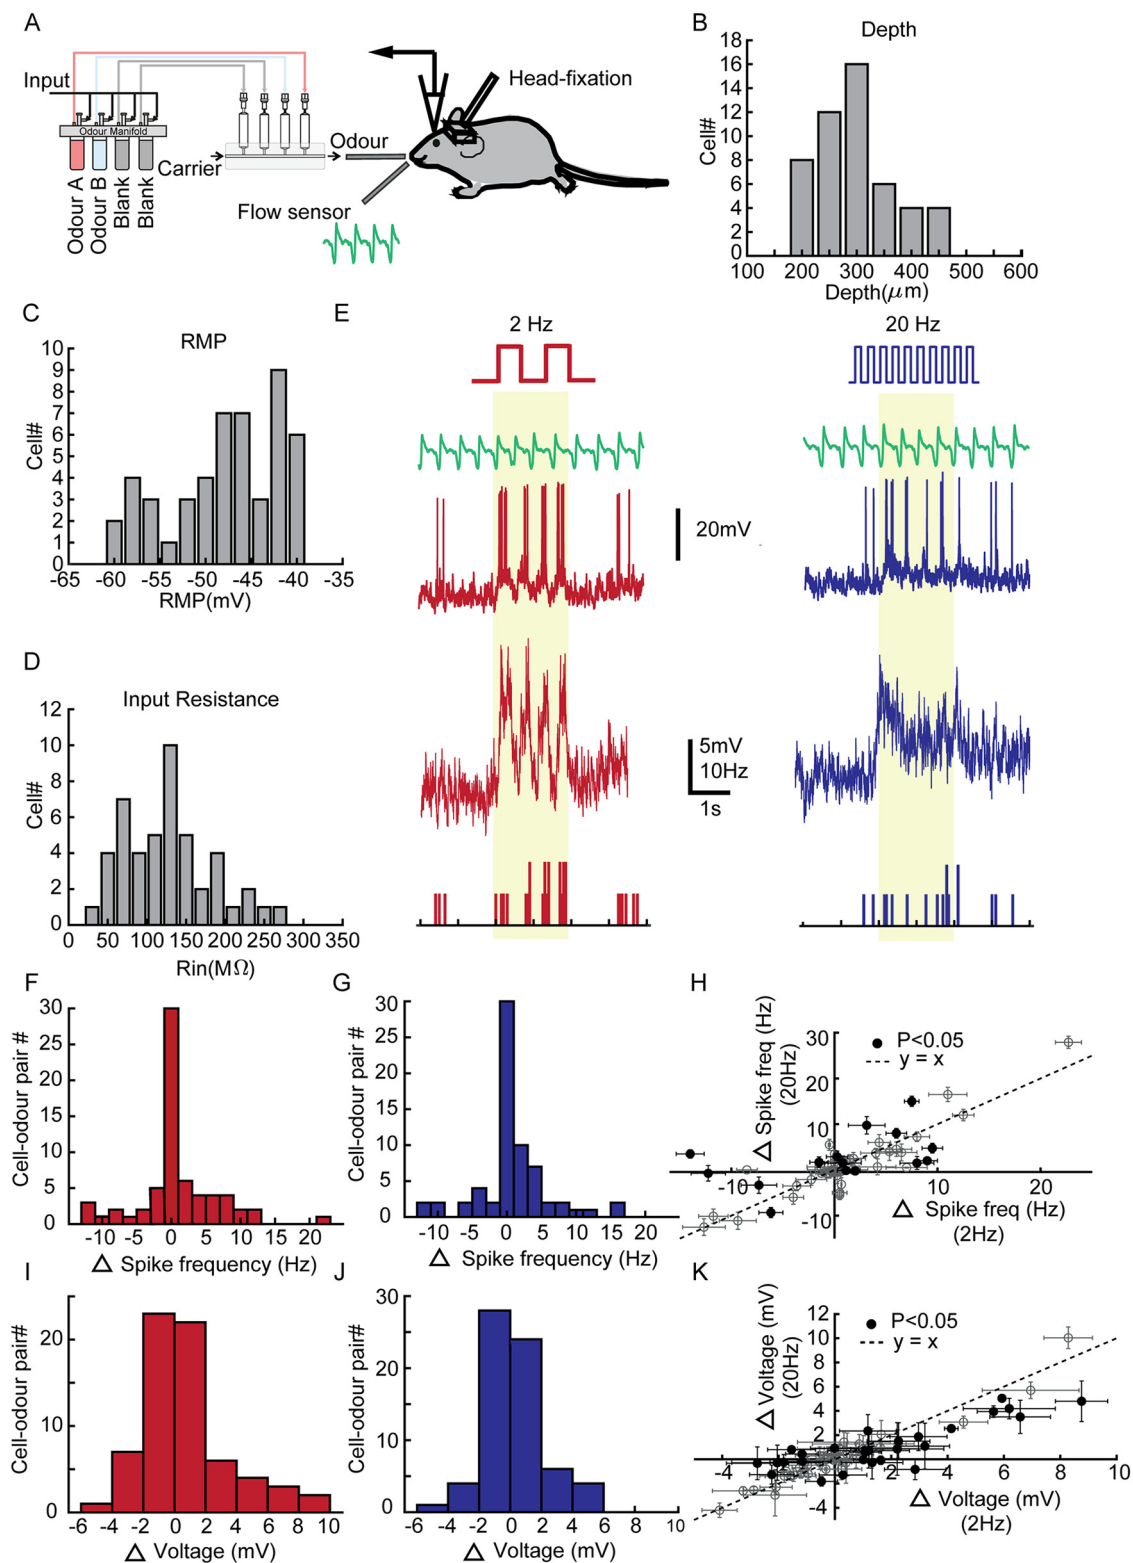 A
Input
Odour Manifold
Odour A
Odour B
Blank
Blank
Carrier
Odour
Flow sensor
Head-fixation
B
Depth
Cell#
18
16
14
12
10
8
6
4
2
0
100 200 300 400 500 600
Depth(μm)
C
RMP
Cell#
10
9
8
7
6
5
4
3
2
1
0
-65 -60 -55 -50 -45 -40 -35
RMP(mV)
D
Input Resistance
Cell#
12
10
8
6
4
2
0
0 50 100 150 200 250 300 350
Rin(MΩ)
E
2 Hz
20 Hz
20mV
5mV
10Hz
1s
F
Cell-odour pair #
30
25
20
15
10
5
0
-10 -5 0 5 10 15 20
Δ Spike frequency (Hz)
G
Cell-odour pair #
30
25
20
15
10
5
0
-10 -5 0 5 10 15 20
Δ Spike frequency (Hz)
H
Δ Spike freq (Hz)
(20Hz)
30
20
10
-10
-10 10 20
P<0.05
y = x
Δ Spike freq (Hz)
(2Hz)
I
Cell-odour pair#
20
10
0
-6 -4 -2 0 2 4 6 8 10
Δ Voltage (mV)
J
Cell-odour pair#
30
20
10
0
-6 -4 -2 0 2 4 6 10
Δ Voltage (mV)
K
Δ Voltage (mV)
(20Hz)
12
10
8
6
4
2
-4
-4 2 4 6 8 10
P<0.05
y = x
Δ Voltage (mV)
(2Hz)